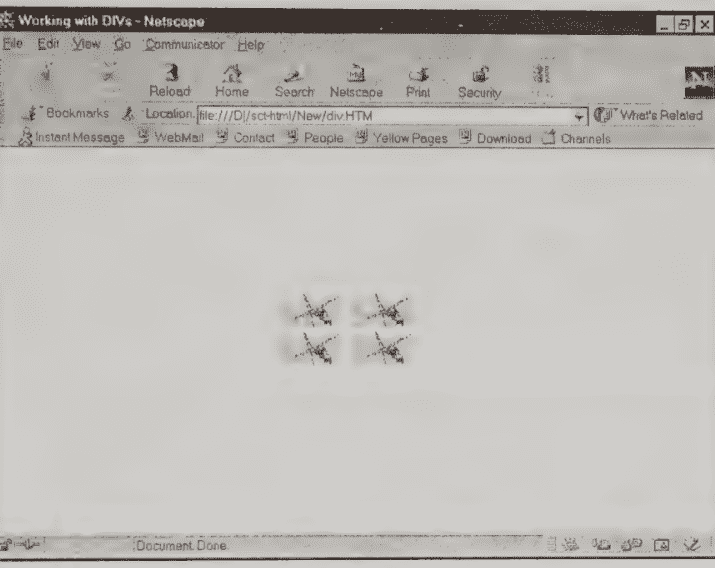 Working with DIVs - Netscape
File Edit View Go Communicator Help
Reload Home Search Netscape Print Security
N
Bookmarks Location: file:///D|/sct-html/New/div.HTM What's Related
Instant Message WebMail Contact People Yellow Pages Download Channels
Document: Done